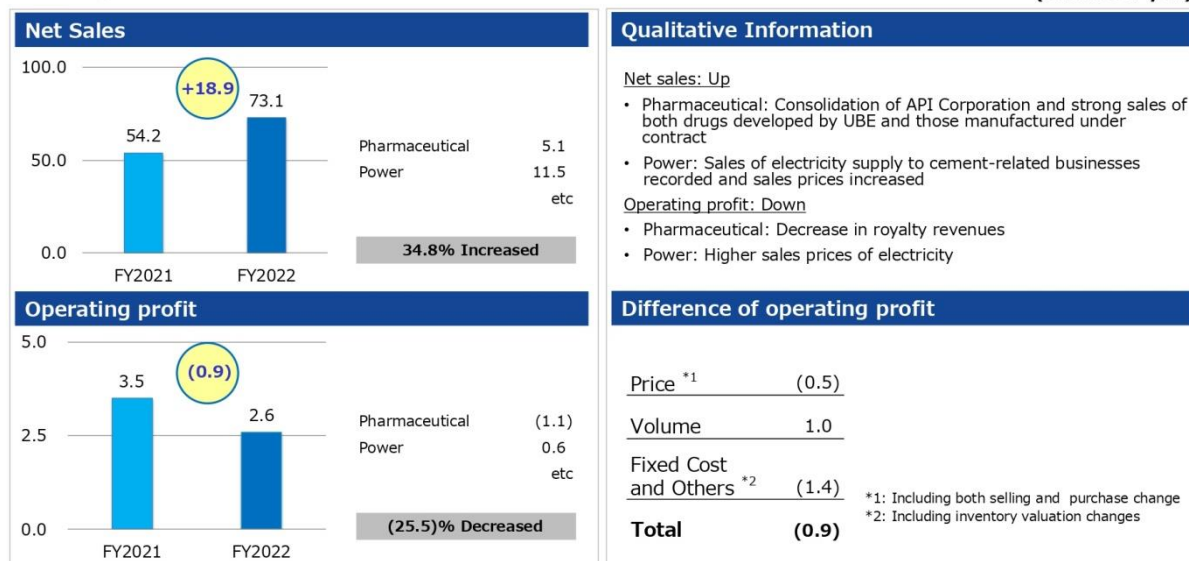 Net Sales
100.0
50.0
0.0
+18.9
54.2
73.1
FY2021
FY2022
Pharmaceutical 5.1
Power 11.5
etc
34.8% Increased
Qualitative Information
Net sales: Up
• Pharmaceutical: Consolidation of API Corporation and strong sales of
both drugs developed by UBE and those manufactured under
contract
• Power: Sales of electricity supply to cement-related businesses
recorded and sales prices increased
Operating profit: Down
• Pharmaceutical: Decrease in royalty revenues
• Power: Higher sales prices of electricity
Operating profit
5.0
2.5
0.0
(0.9)
3.5
2.6
FY2021
FY2022
Pharmaceutical (1.1)
Power 0.6
etc
(25.5)% Decreased
Difference of operating profit
Price *1 (0.5)
Volume 1.0
Fixed Cost
and Others *2 (1.4)
Total (0.9)
*1: Including both selling and purchase change
*2: Including inventory valuation changes